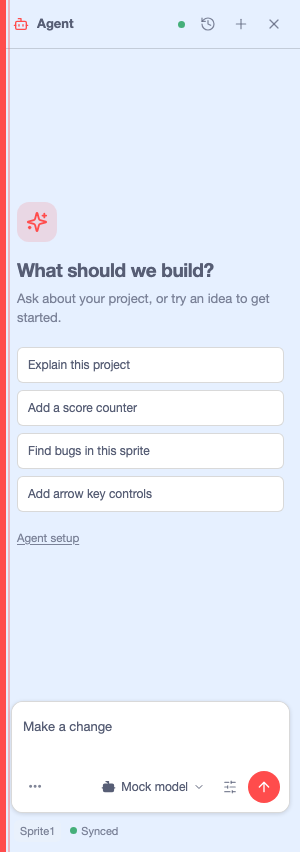 Agent
What should we build?
Ask about your project, or try an idea to get
started.
Explain this project
Add a score counter
Find bugs in this sprite
Add arrow key controls
Agent setup
Make a change
Mock model
Sprite1 Synced